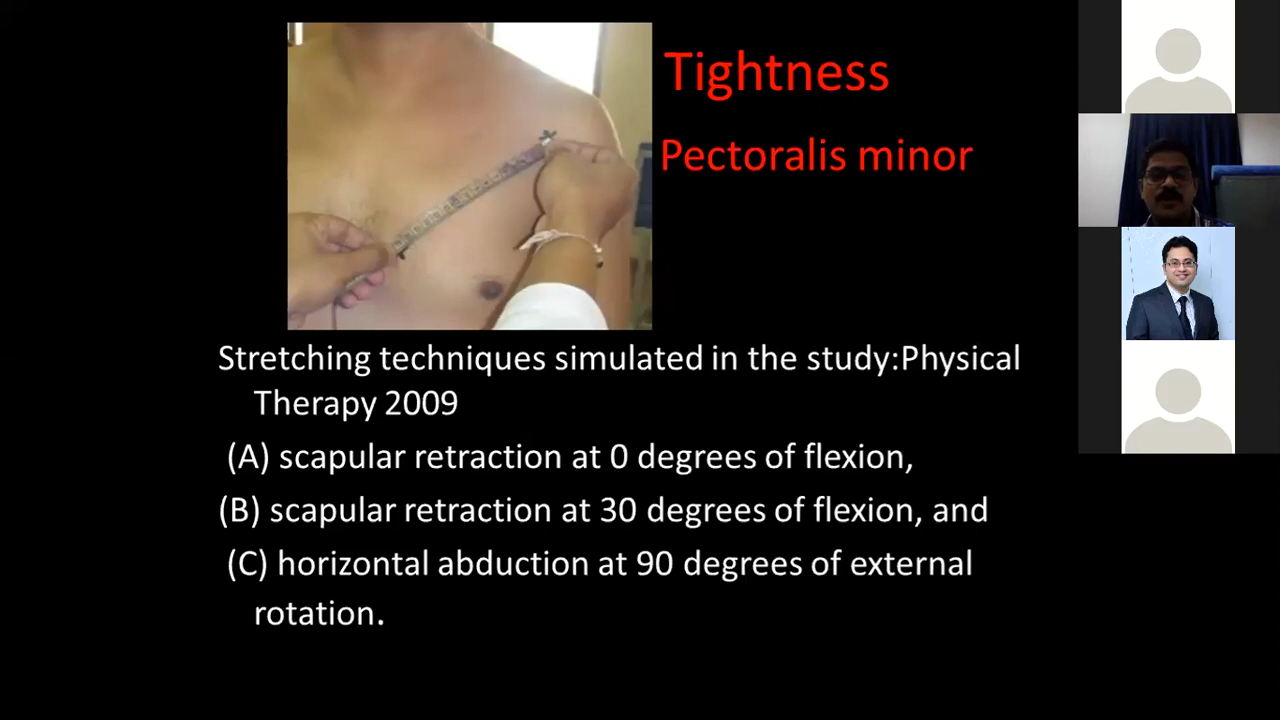 Tightness
Pectoralis minor
Stretching techniques simulated in the study:Physical
Therapy 2009
(A) scapular retraction at 0 degrees of flexion,
(B) scapular retraction at 30 degrees of flexion, and
(C) horizontal abduction at 90 degrees of external
rotation.